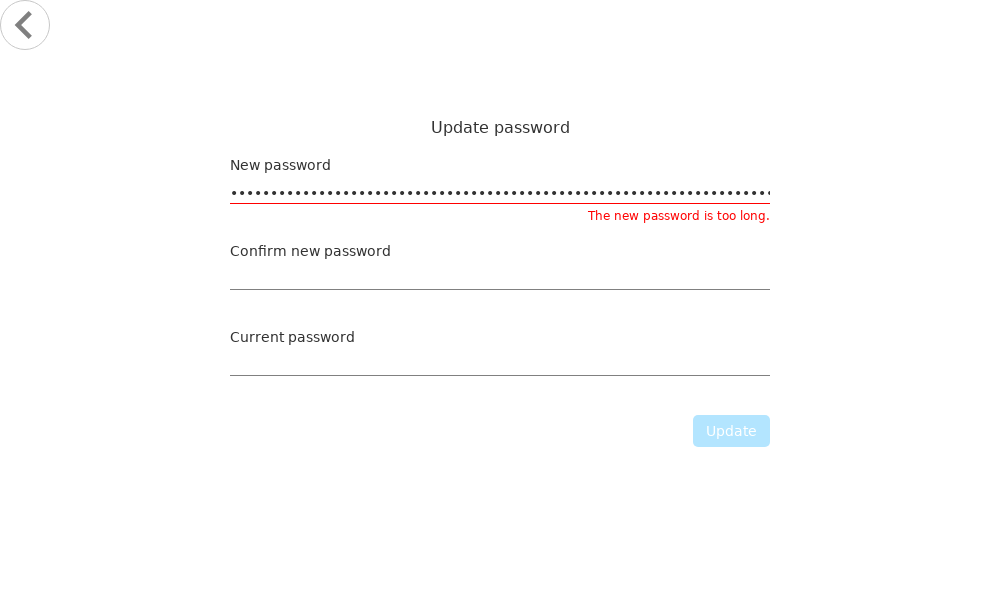 Update password
New password
The new password is too long.
Confirm new password
Current password
Update